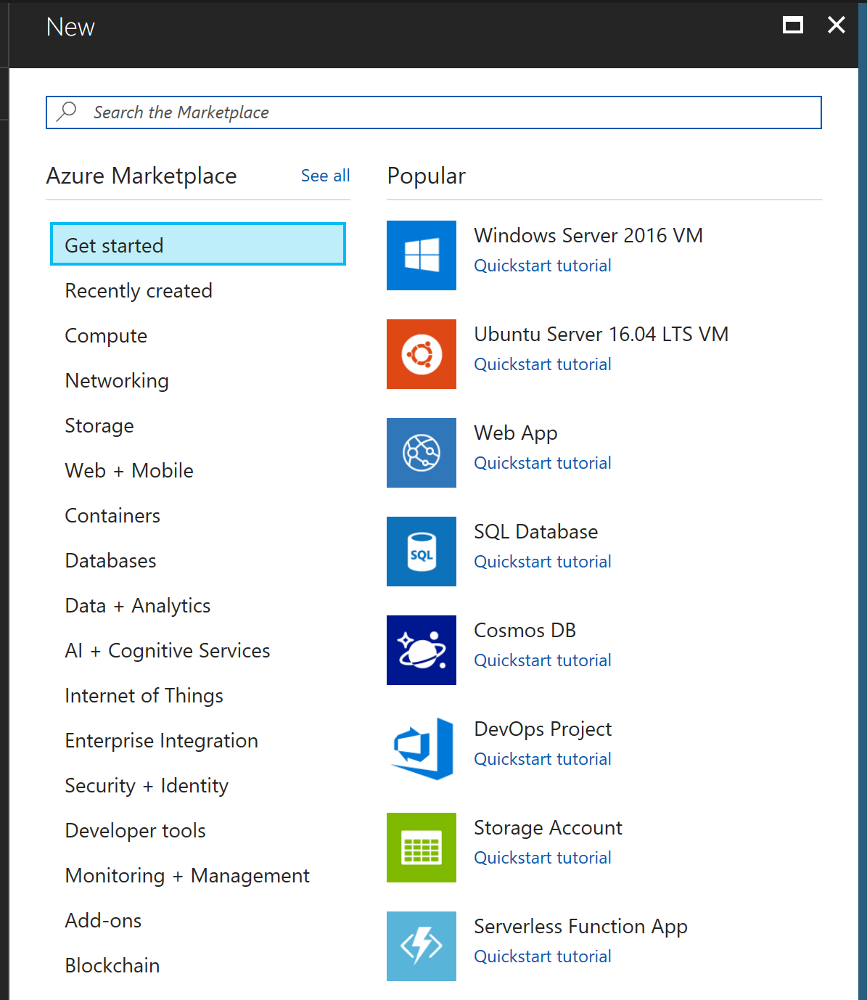 New
Search the Marketplace
Azure Marketplace
See all
Get started
Recently created
Compute
Networking
Storage
Web + Mobile
Containers
Databases
Data + Analytics
AI + Cognitive Services
Internet of Things
Enterprise Integration
Security + Identity
Developer tools
Monitoring + Management
Add-ons
Blockchain
Popular
Windows Server 2016 VM
Quickstart tutorial
Ubuntu Server 16.04 LTS VM
Quickstart tutorial
Web App
Quickstart tutorial
SQL
SQL Database
Quickstart tutorial
Cosmos DB
Quickstart tutorial
DevOps Project
Quickstart tutorial
Storage Account
Quickstart tutorial
Serverless Function App
Quickstart tutorial